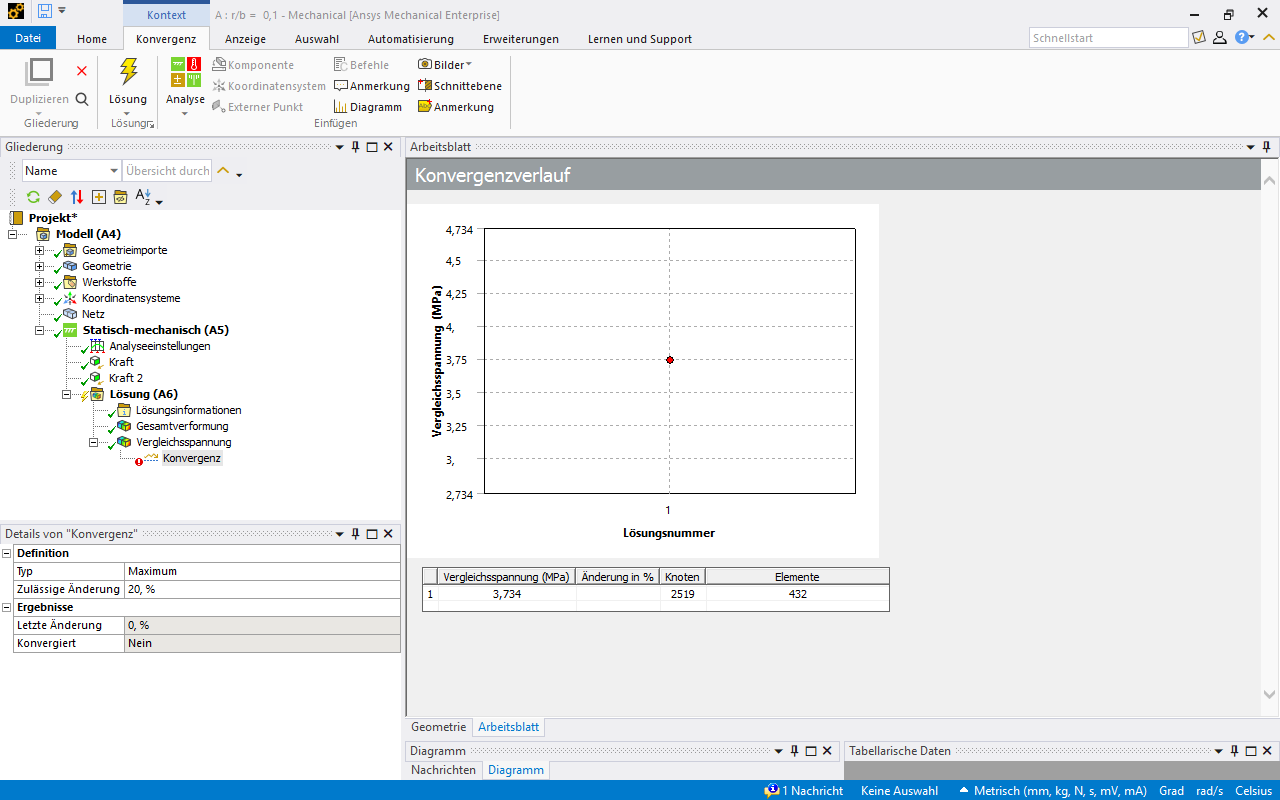 Kontext
A : r/b = 0,1 - Mechanical [Ansys Mechanical Enterprise]
Datei
Home
Konvergenz
Anzeige
Auswahl
Automatisierung
Erweiterungen
Lernen und Support
Schnellstart
Duplizieren
Gliederung
Lösung
Lösung
Analyse
Komponente
Koordinatensystem
Externer Punkt
Befehle
Anmerkung
Diagramm
Bilder
Schnittebene
Anmerkung
Einfügen
Gliederung
Name
Übersicht durch
Projekt*
Modell (A4)
Geometrieimporte
Geometrie
Werkstoffe
Koordinatensysteme
Netz
Statisch-mechanisch (A5)
Analyseeinstellungen
Kraft
Kraft 2
Lösung (A6)
Lösungsinformationen
Gesamtverformung
Vergleichsspannung
Konvergenz
Details von "Konvergenz"
Definition
Typ Maximum
Zulässige Änderung 20, %
Ergebnisse
Letzte Änderung 0, %
Konvergiert Nein
Arbeitsblatt
Konvergenzverlauf
4,734
4,5
4,25
4,
3,75
3,5
3,25
3,
2,734
Vergleichsspannung (MPa)
1
Lösungsnummer
Vergleichsspannung (MPa) Änderung in % Knoten Elemente
1 3,734 2519 432
Geometrie Arbeitsblatt
Diagramm
Nachrichten Diagramm
Tabellarische Daten
1 Nachricht Keine Auswahl Metrisch (mm, kg, N, s, mV, mA) Grad rad/s Celsius